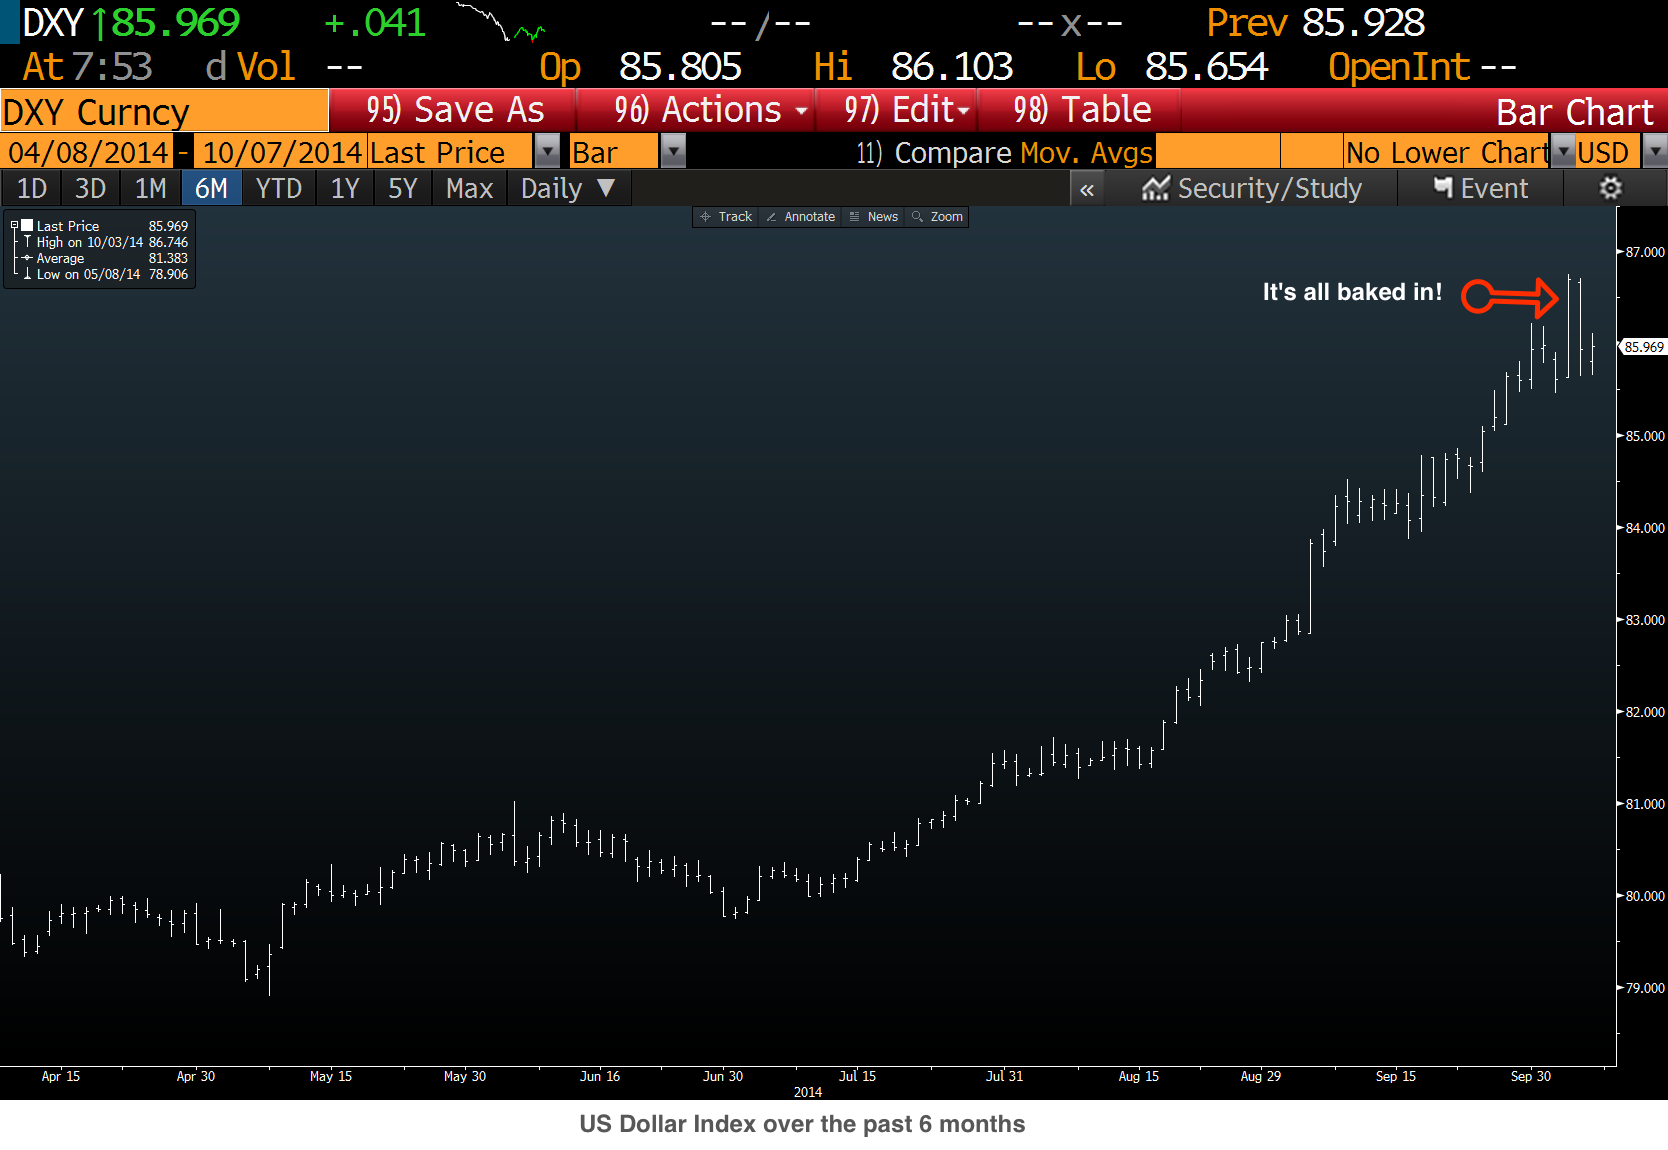 DXY ↑85.969 +.041 --/-- --x-- Prev 85.928
At 7:53 d Vol -- Op 85.805 Hi 86.103 Lo 85.654 OpenInt --
DXY Curncy 95) Save As 96) Actions 97) Edit 98) Table Bar Chart
04/08/2014 - 10/07/2014 Last Price Bar 11) Compare Mov. Avgs No Lower Chart USD
1D 3D 1M 6M YTD 1Y 5Y Max Daily ▼ « Security/Study Event
Track Annotate News Zoom
Last Price 85.969
High on 10/03/14 86.746
Average 81.383
Low on 05/08/14 78.906
87.000
It's all baked in!
85.969
85.000
84.000
83.000
82.000
81.000
80.000
79.000
Apr 15 Apr 30 May 15 May 30 Jun 16 Jun 30 Jul 15 Jul 31 Aug 15 Aug 29 Sep 15 Sep 30
2014
US Dollar Index over the past 6 months